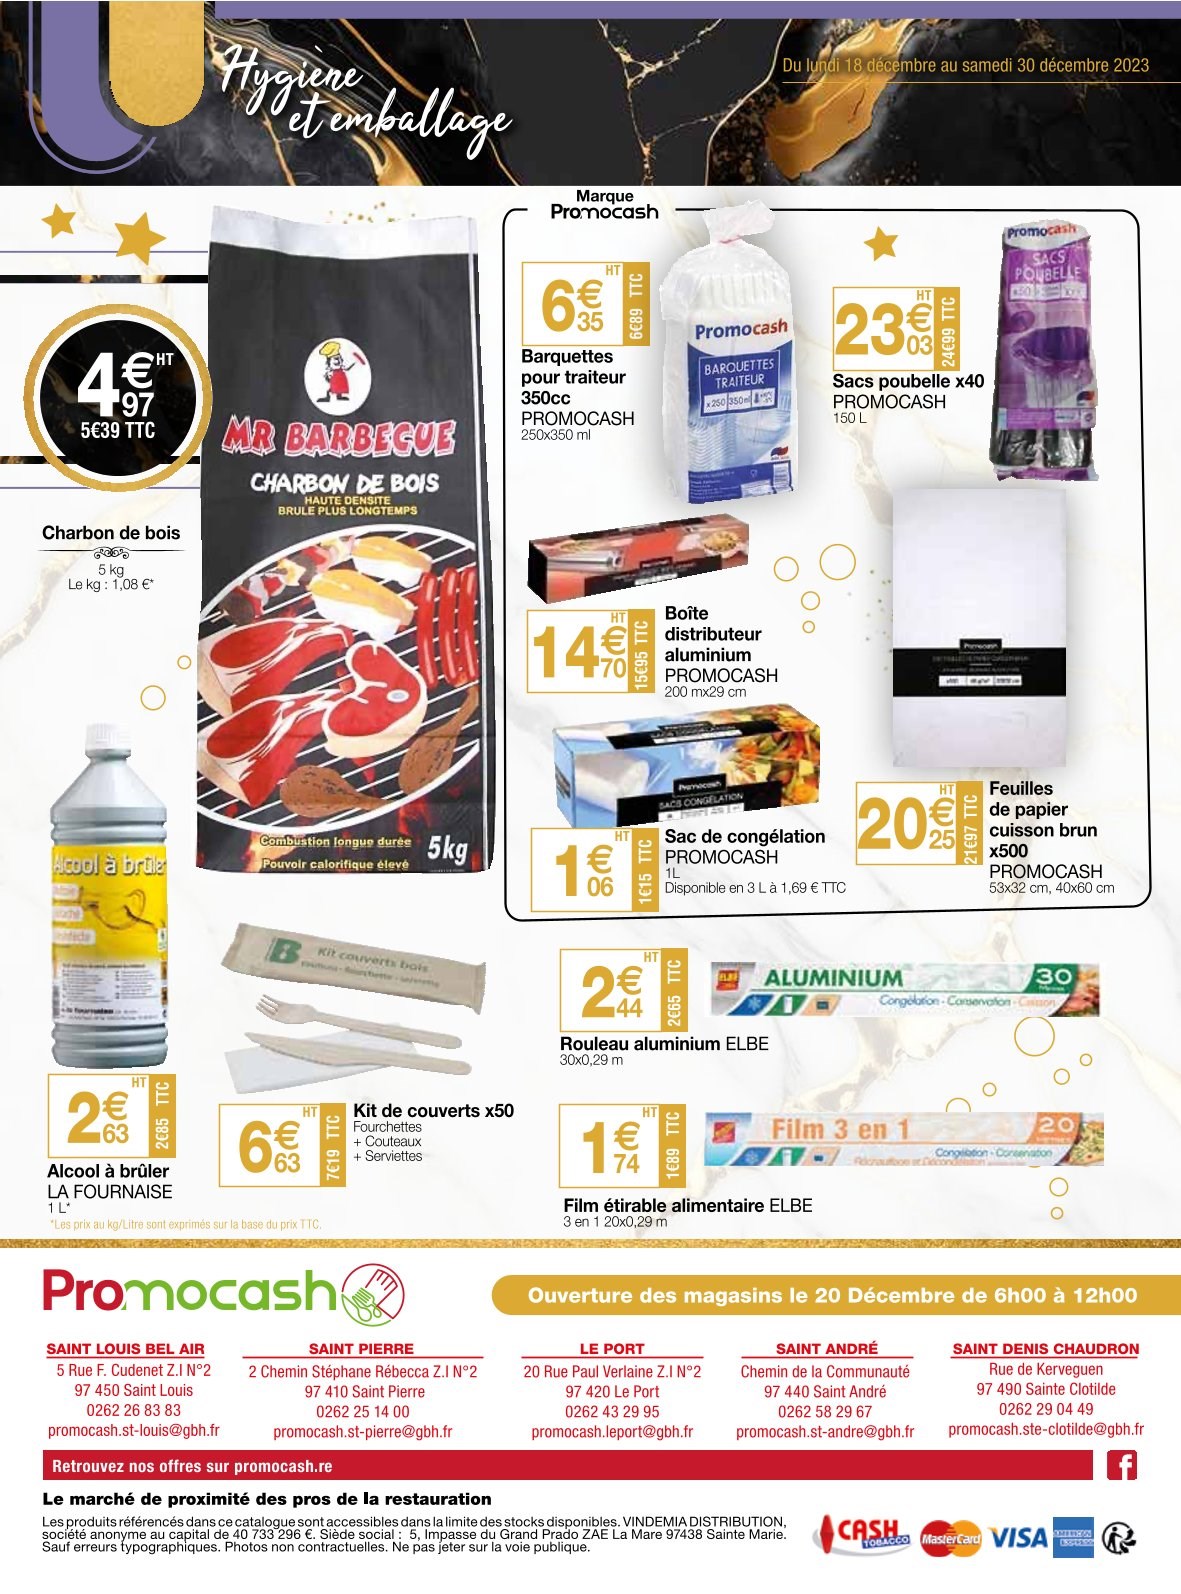 Hygiène
et emballage
Du lundi 18 décembre au samedi 30 décembre 2023
Marque
Promocash
4€97 HT
5€39 TTC
Charbon de bois
5 kg
Le kg : 1,08 €*
MR BARBECUE
CHARBON DE BOIS
HAUTE DENSITE
BRULE PLUS LONGTEMPS
Combustion longue durée
Pouvoir calorifique élevé
5kg
6€35 HT
6€89 TTC
Barquettes
pour traiteur
350cc
PROMOCASH
250x350 ml
Promocash
BARQUETTES
TRAITEUR
x 250 350ml
23€03 HT
24€99 TTC
Sacs poubelle x40
PROMOCASH
150 L
Promocash
SACS
POUBELLE
14€70 HT
15€95 TTC
Boîte
distributeur
aluminium
PROMOCASH
200 mx29 cm
Promocash
SACS CONGÉLATION
1€06 HT
1€15 TTC
Sac de congélation
PROMOCASH
1L
Disponible en 3 L à 1,69 € TTC
Promocash
20€25 HT
21€97 TTC
Feuilles
de papier
cuisson brun
x500
PROMOCASH
53x32 cm, 40x60 cm
Alcool à brûler
2€63 HT
2€85 TTC
Alcool à brûler
LA FOURNAISE
1 L*
Kit couverts bois
6€63 HT
7€19 TTC
Kit de couverts x50
Fourchettes
+ Couteaux
+ Serviettes
2€44 HT
2€65 TTC
Rouleau aluminium ELBE
30x0,29 m
ELBE ALUMINIUM 30
Congélation - Conservation - Cuisson
1€74 HT
1€89 TTC
Film étirable alimentaire ELBE
3 en 1 20x0,29 m
Film 3 en 1 20
Congélation - Conservation
Réchauffage et Décongélation
*Les prix au kg/Litre sont exprimés sur la base du prix TTC.
Promocash
Ouverture des magasins le 20 Décembre de 6h00 à 12h00
SAINT LOUIS BEL AIR
5 Rue F. Cudenet Z.I N°2
97 450 Saint Louis
0262 26 83 83
promocash.st-louis@gbh.fr
SAINT PIERRE
2 Chemin Stéphane Rébecca Z.I N°2
97 410 Saint Pierre
0262 25 14 00
promocash.st-pierre@gbh.fr
LE PORT
20 Rue Paul Verlaine Z.I N°2
97 420 Le Port
0262 43 29 95
promocash.leport@gbh.fr
SAINT ANDRÉ
Chemin de la Communauté
97 440 Saint André
0262 58 29 67
promocash.st-andre@gbh.fr
SAINT DENIS CHAUDRON
Rue de Kerveguen
97 490 Sainte Clotilde
0262 29 04 49
promocash.ste-clotilde@gbh.fr
Retrouvez nos offres sur promocash.re
Le marché de proximité des pros de la restauration
Les produits référencés dans ce catalogue sont accessibles dans la limite des stocks disponibles. VINDEMIA DISTRIBUTION,
société anonyme au capital de 40 733 296 €. Siède social : 5, Impasse du Grand Prado ZAE La Mare 97438 Sainte Marie.
Sauf erreurs typographiques. Photos non contractuelles. Ne pas jeter sur la voie publique.
CASH
TOBACCO
MasterCard
VISA
AMERICAN
EXPRESS